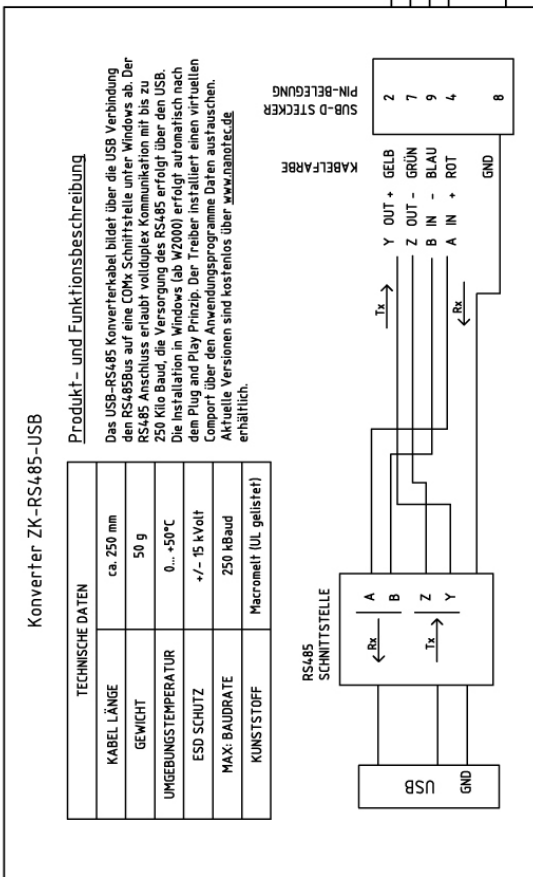 Konverter ZK-RS485-USB
TECHNISCHE DATEN
KABEL LÄNGE ca. 250 mm
GEWICHT 50 g
UMGEBUNGSTEMPERATUR 0... +50°C
ESD SCHUTZ +/- 15 kVolt
MAX: BAUDRATE 250 kBaud
KUNSTSTOFF Macromelt (UL gelistet)
Produkt- und Funktionsbeschreibung
Das USB-RS485 Konverterkabel bildet über die USB Verbindung
den RS485Bus auf eine COMx Schnittstelle unter Windows ab. Der
RS485 Anschluss erlaubt vollduplex Kommunikation mit bis zu
250 Kilo Baud, die Versorgung des RS485 erfolgt über den USB.
Die Installation in Windows (ab W2000) erfolgt automatisch nach
dem Plug and Play Prinzip. Der Treiber installiert einen virtuellen
Comport über den Anwendungsprogramme Daten austauschen.
Aktuelle Versionen sind kostenlos über www.nanotec.de
erhältlich.
USB
GND
RS485
SCHNITTSTELLE
Rx
Tx
A
B
Z
Y
Tx
Rx
KABELFARBE
SUB-D STECKER
PIN-BELEGUNG
Y OUT + GELB 2
Z OUT - GRÜN 7
B IN - BLAU 9
A IN + ROT 4
GND 8